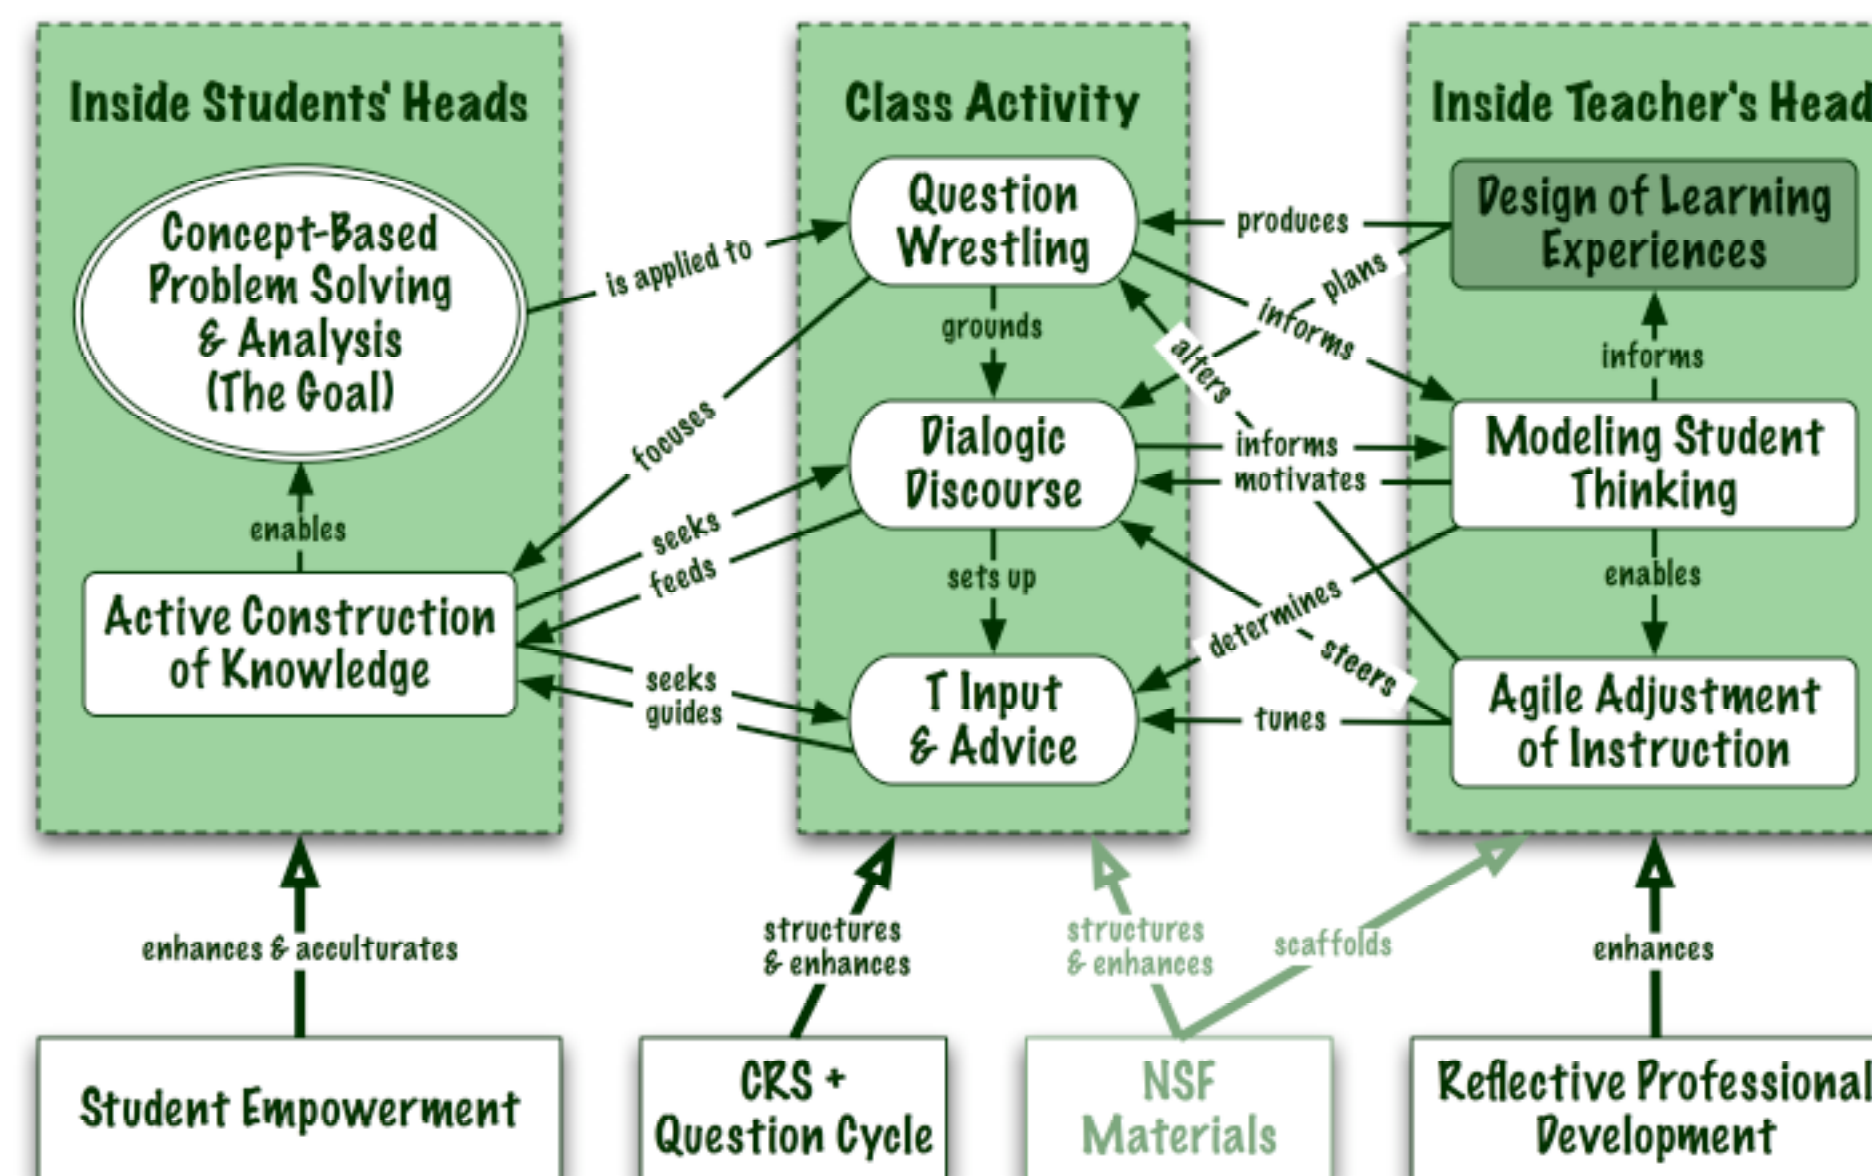 Inside Students' Heads
Concept-Based
Problem Solving
& Analysis
(The Goal)
enables
Active Construction
of Knowledge
is applied to
focuses
seeks
feeds
seeks
guides
Class Activity
Question
Wrestling
grounds
Dialogic
Discourse
sets up
T Input
& Advice
produces
plans
informs
alters
informs
motivates
determines
steers
tunes
Inside Teacher's Head
Design of Learning
Experiences
informs
Modeling Student
Thinking
enables
Agile Adjustment
of Instruction
enhances & acculturates
structures
& enhances
structures
& enhances
scaffolds
enhances
Student Empowerment
CRS +
Question Cycle
NSF
Materials
Reflective Professional
Development